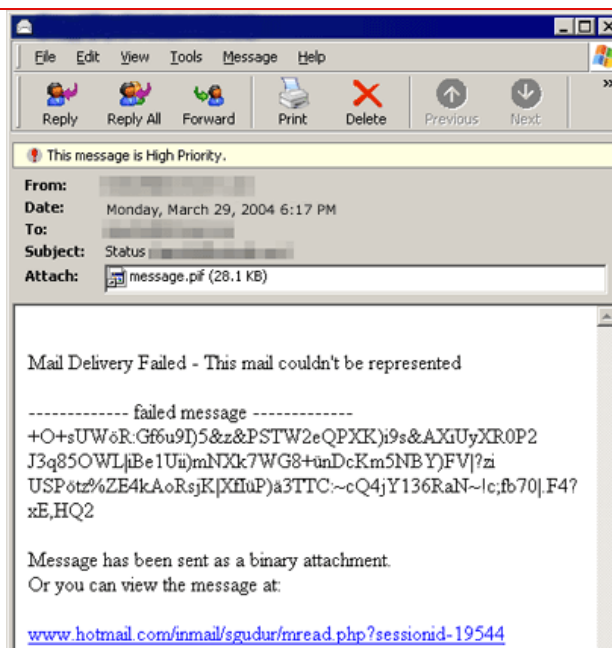 File Edit View Tools Message Help
»
Reply Reply All Forward Print Delete Previous Next
This message is High Priority.
From:
Date: Monday, March 29, 2004 6:17 PM
To:
Subject: Status
Attach: message.pif (28.1 KB)
Mail Delivery Failed - This mail couldn't be represented
------------- failed message -------------
+O+sUWöR:Gf6u9D)5&z&PSTW2eQPXK)i9s&AXiUyXR0P2
J3q85OWL|iBe1Uii)mNXk7WG8+ünDcKm5NBY)FV|?zi
USPötz%ZE4kAoRsjK|XfIüP)ä3TTC:~cQ4jY136RaN~!c;fb70|.F4?
xE,HQ2
Message has been sent as a binary attachment.
Or you can view the message at:
www.hotmail.com/inmail/sgudur/mread.php?sessionid-19544